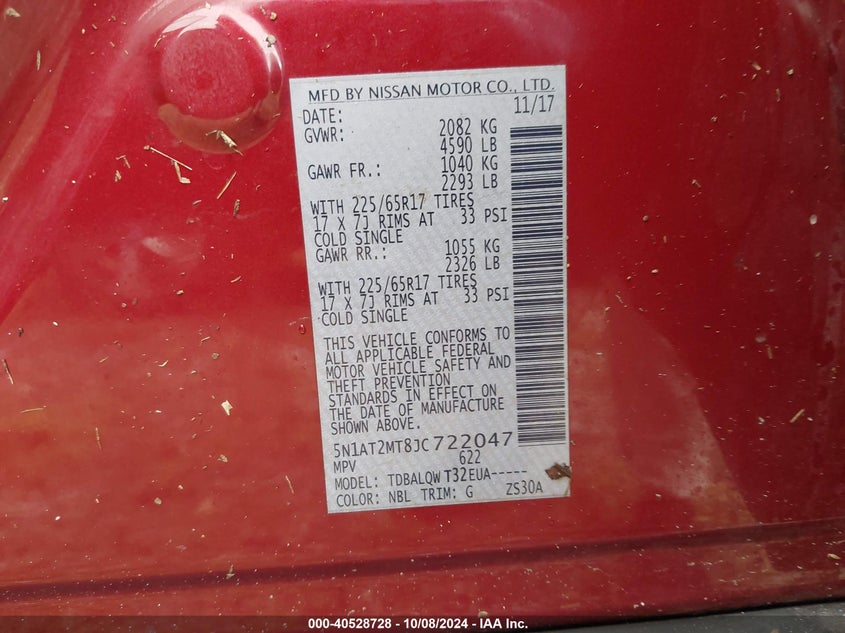 MFD BY NISSAN MOTOR CO., LTD.
DATE: 11/17
GVWR: 2082 KG
4590 LB
GAWR FR.: 1040 KG
2293 LB
WITH 225/65R17 TIRES
17 X 7J RIMS AT 33 PSI
COLD SINGLE
GAWR RR.: 1055 KG
2326 LB
WITH 225/65R17 TIRES
17 X 7J RIMS AT 33 PSI
COLD SINGLE
THIS VEHICLE CONFORMS TO
ALL APPLICABLE FEDERAL
MOTOR VEHICLE SAFETY AND
THEFT PREVENTION
STANDARDS IN EFFECT ON
THE DATE OF MANUFACTURE
SHOWN ABOVE.
5N1AT2MT8JC722047
MPV 622
MODEL: TDBALQWT32EUA-----
COLOR: NBL TRIM: G ZS30A
000-40528728 - 10/08/2024 - IAA Inc.